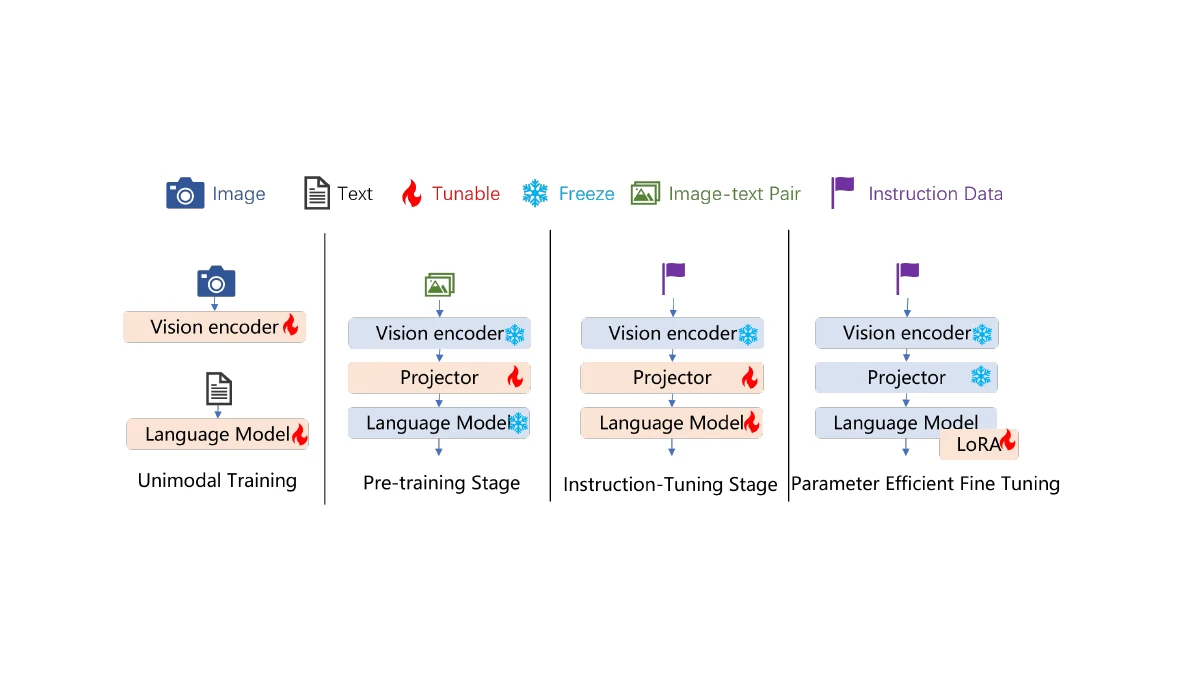 Image Text Tunable Freeze Image-text Pair Instruction Data
Vision encoder
Language Model
Unimodal Training
Vision encoder
Projector
Language Model
Pre-training Stage
Vision encoder
Projector
Language Model
Instruction-Tuning Stage
Vision encoder
Projector
Language Model
LoRA
Parameter Efficient Fine Tuning